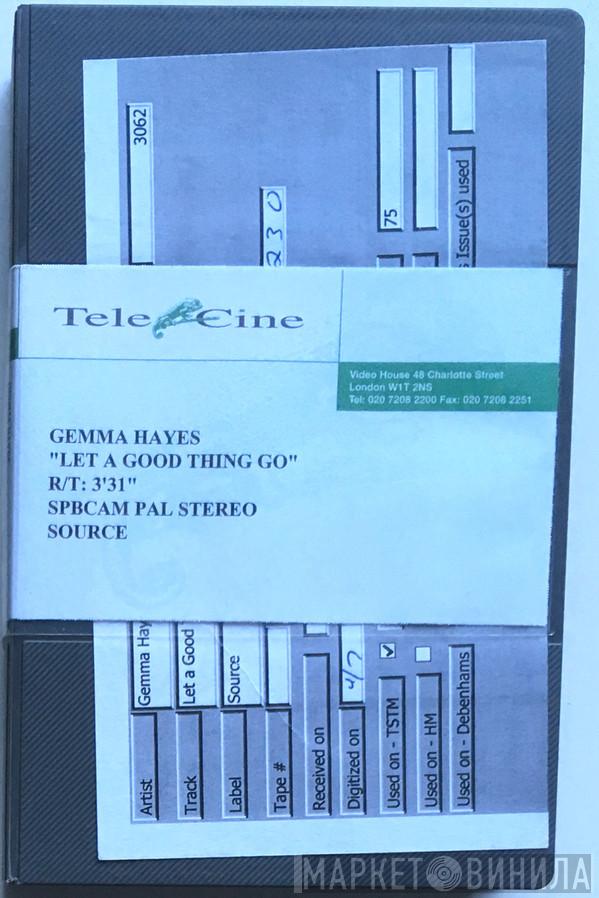 Tele Cine
Video House 48 Charlotte Street
London W1T 2NS
Tel: 020 7208 2200 Fax: 020 7208 2251
GEMMA HAYES
"LET A GOOD THING GO"
R/T: 3'31"
SPBCAM PAL STEREO
SOURCE
Artist Gemma Hay 3062
Track Let a Good
Label Source
Tape # 230
Received on
Digitized on 4/7
Used on - TSTM 75
Used on - HM
Used on - Debenhams Issue(s) used
МАРКЕТ ВИНИЛА